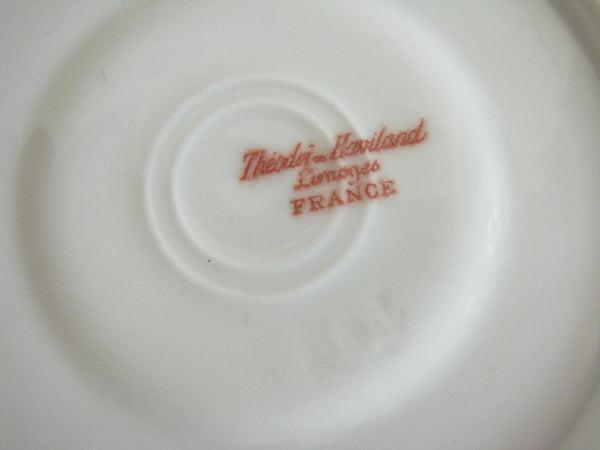 Théodore Haviland
Limoges
FRANCE